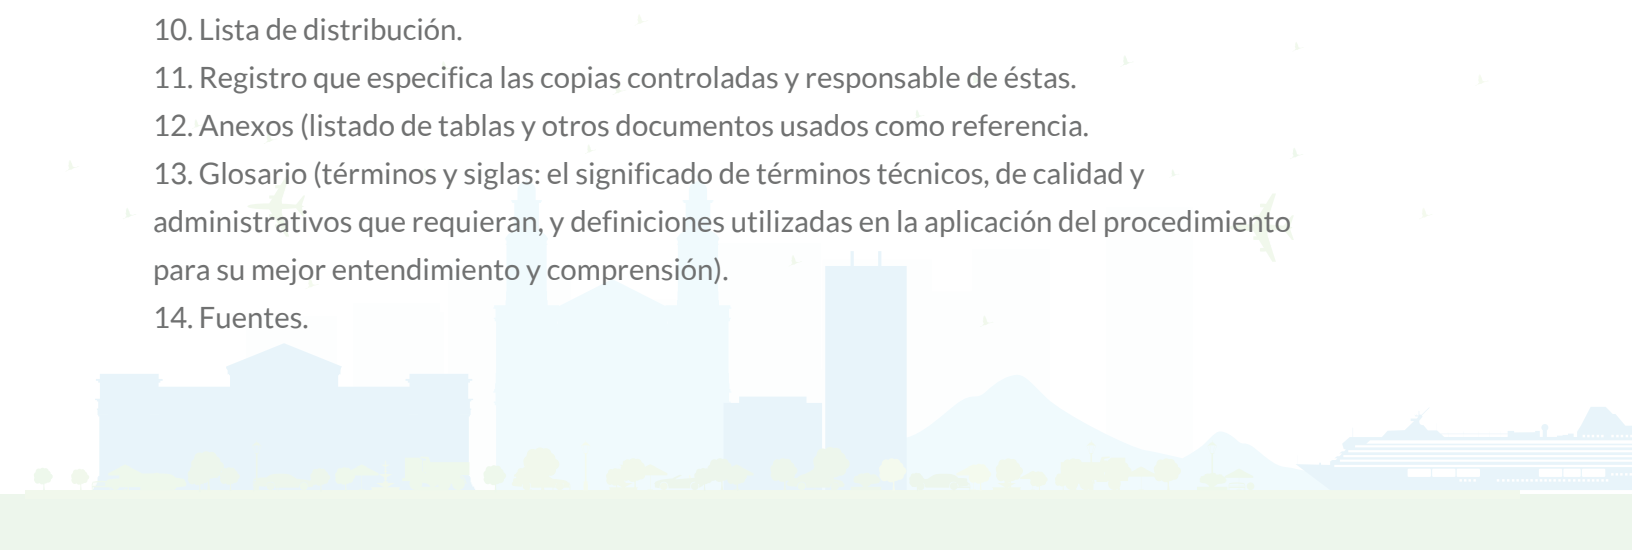 10. Lista de distribución.
11. Registro que especifica las copias controladas y responsable de éstas.
12. Anexos (listado de tablas y otros documentos usados como referencia.
13. Glosario (términos y siglas: el significado de términos técnicos, de calidad y
administrativos que requieran, y definiciones utilizadas en la aplicación del procedimiento
para su mejor entendimiento y comprensión).
14. Fuentes.